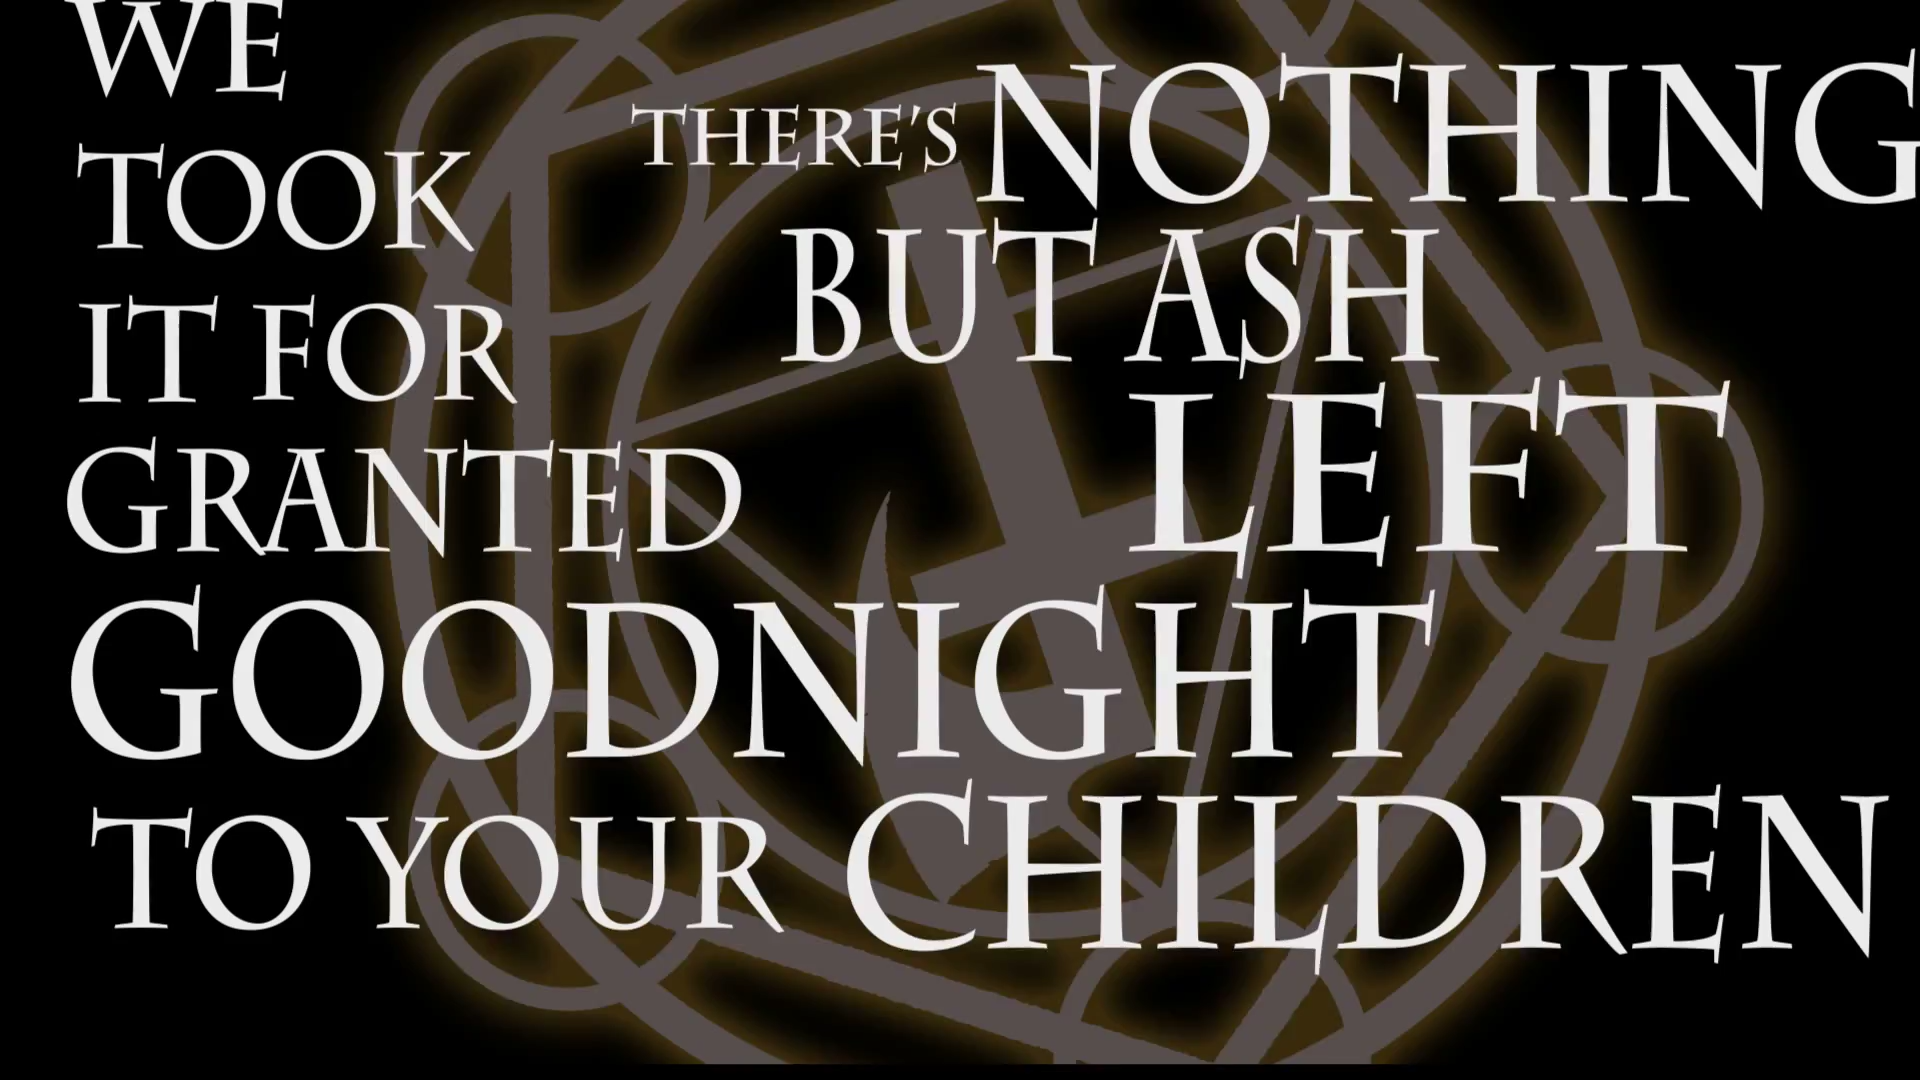 WE
TOOK
IT FOR
GRANTED
THERE'S NOTHING
BUT ASH
LEFT
GOODNIGHT
TO YOUR CHILDREN